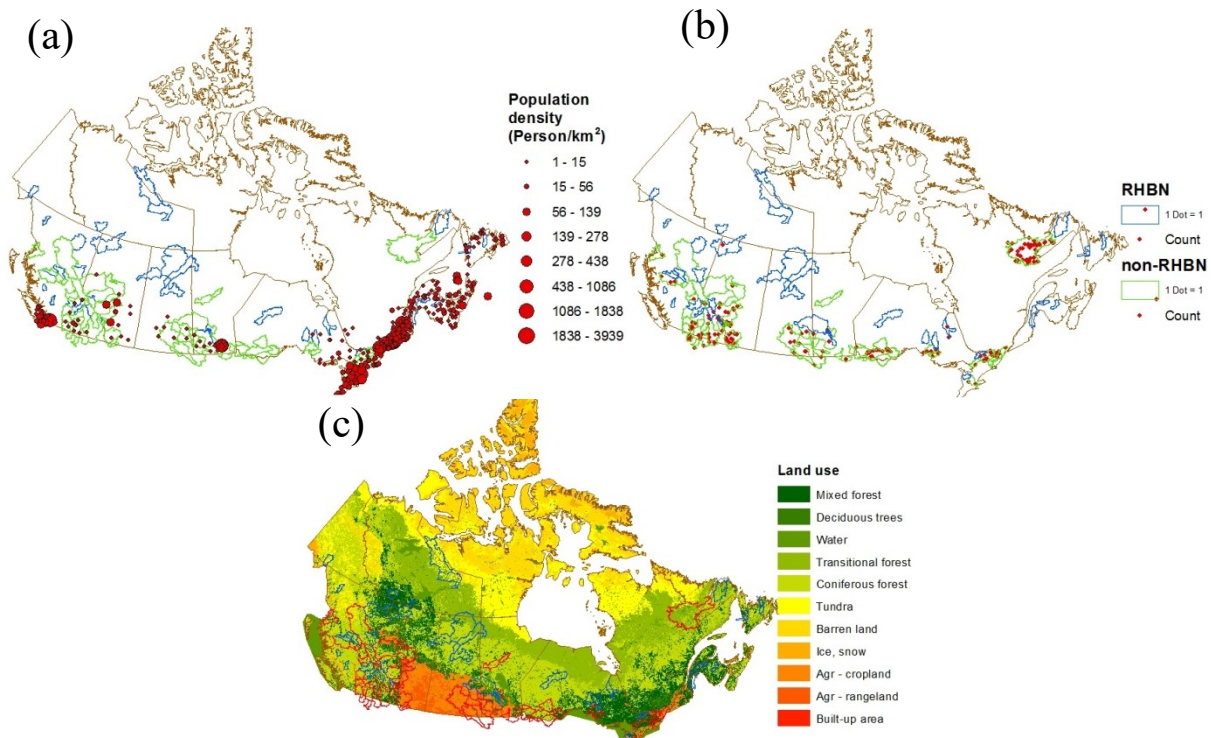 (a)
Population
density
(Person/km²)
1 - 15
15 - 56
56 - 139
139 - 278
278 - 438
438 - 1086
1086 - 1838
1838 - 3939
(b)
RHBN
1 Dot = 1
Count
non-RHBN
1 Dot = 1
Count
(c)
Land use
Mixed forest
Deciduous trees
Water
Transitional forest
Coniferous forest
Tundra
Barren land
Ice, snow
Agr - cropland
Agr - rangeland
Built-up area